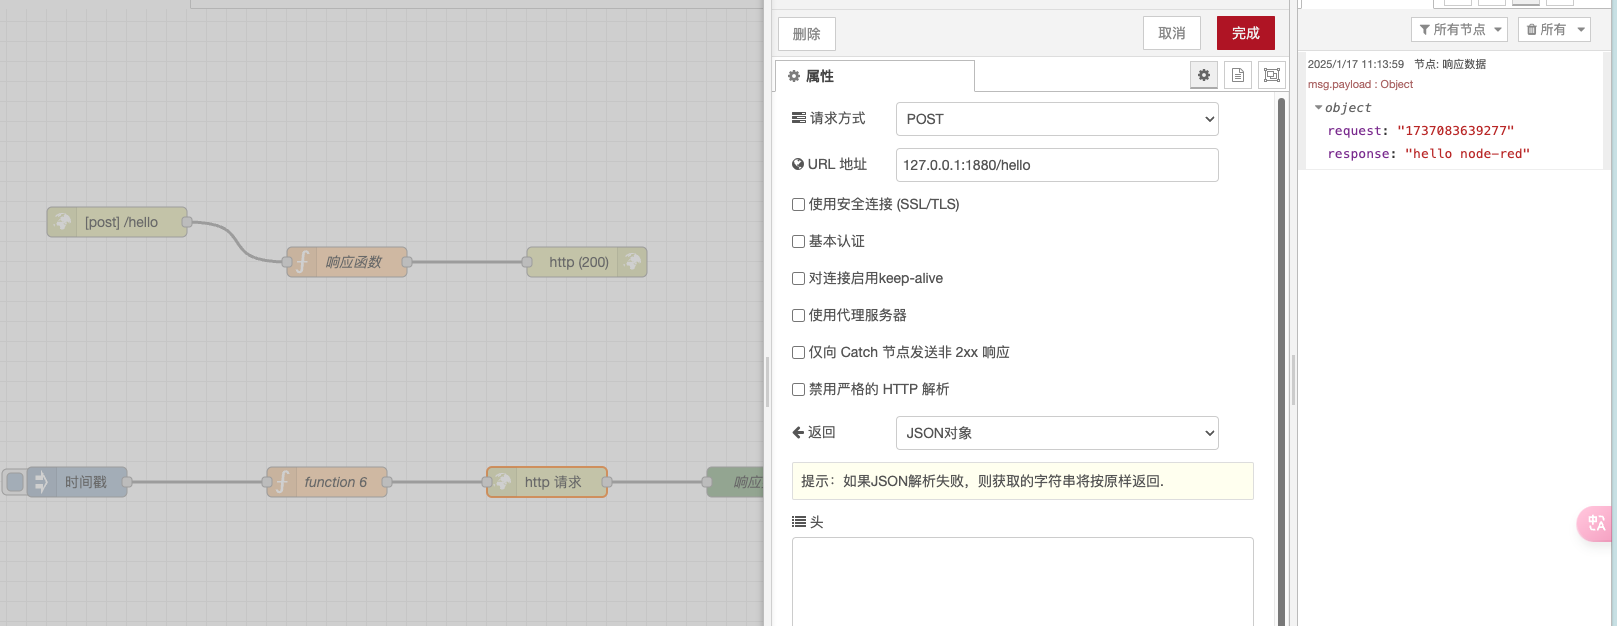 删除
取消
完成
属性
请求方式
POST
URL 地址
127.0.0.1:1880/hello
使用安全连接 (SSL/TLS)
基本认证
对连接启用keep-alive
使用代理服务器
仅向 Catch 节点发送非 2xx 响应
禁用严格的 HTTP 解析
返回
JSON对象
提示：如果JSON解析失败，则获取的字符串将按原样返回.
头
[post] /hello
响应函数
http (200)
时间戳
function 6
http 请求
响应
所有节点
所有
2025/1/17 11:13:59 节点: 响应数据
msg.payload : Object
object
request: "1737083639277"
response: "hello node-red"